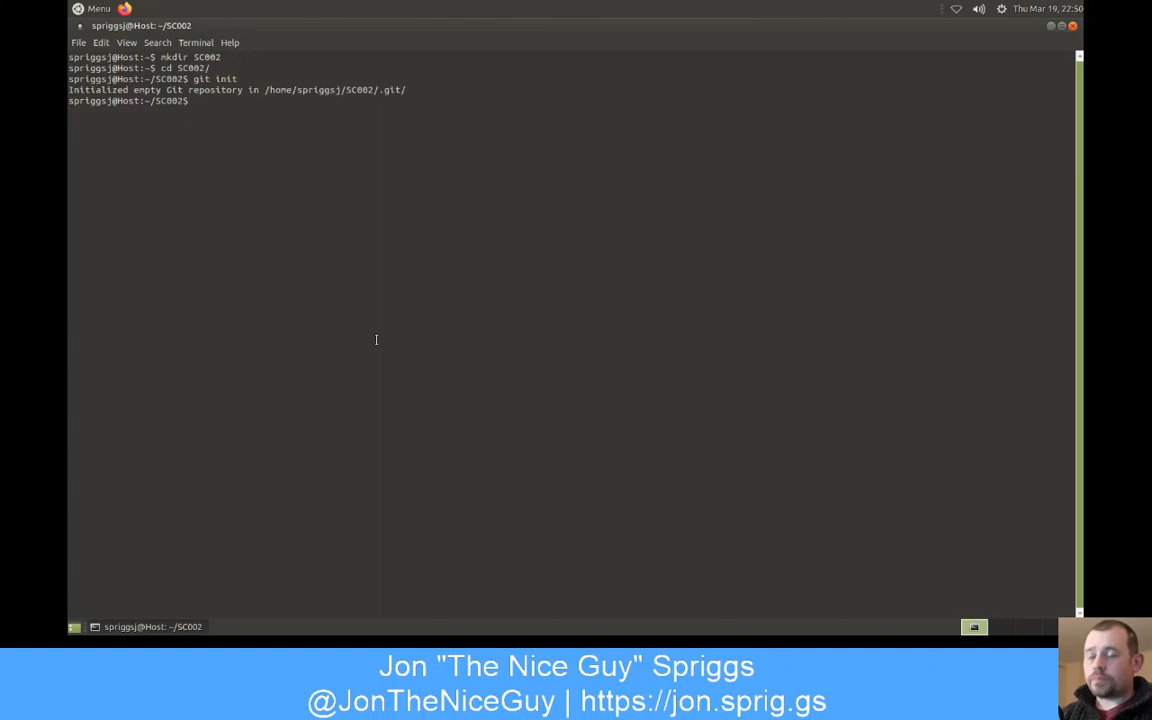 Menu
Thu Mar 19, 22:50
spriggsj@Host: ~/SC002
File Edit View Search Terminal Help
spriggsj@Host:~$ mkdir SC002
spriggsj@Host:~$ cd SC002/
spriggsj@Host:~/SC002$ git init
Initialized empty Git repository in /home/spriggsj/SC002/.git/
spriggsj@Host:~/SC002$
spriggsj@Host: ~/SC002
Jon "The Nice Guy" Spriggs
@JonTheNiceGuy | https://jon.sprig.gs